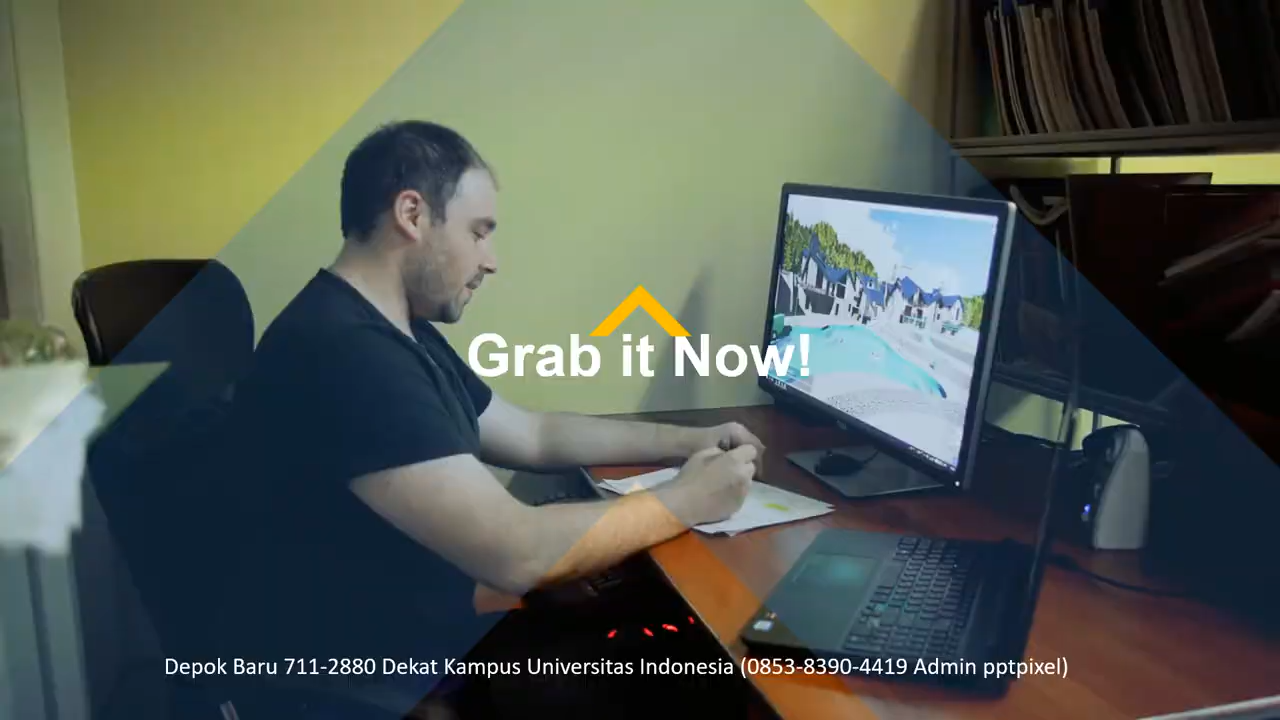 Grab it Now!
Depok Baru 711-2880 Dekat Kampus Universitas Indonesia (0853-8390-4419 Admin pptpixel)